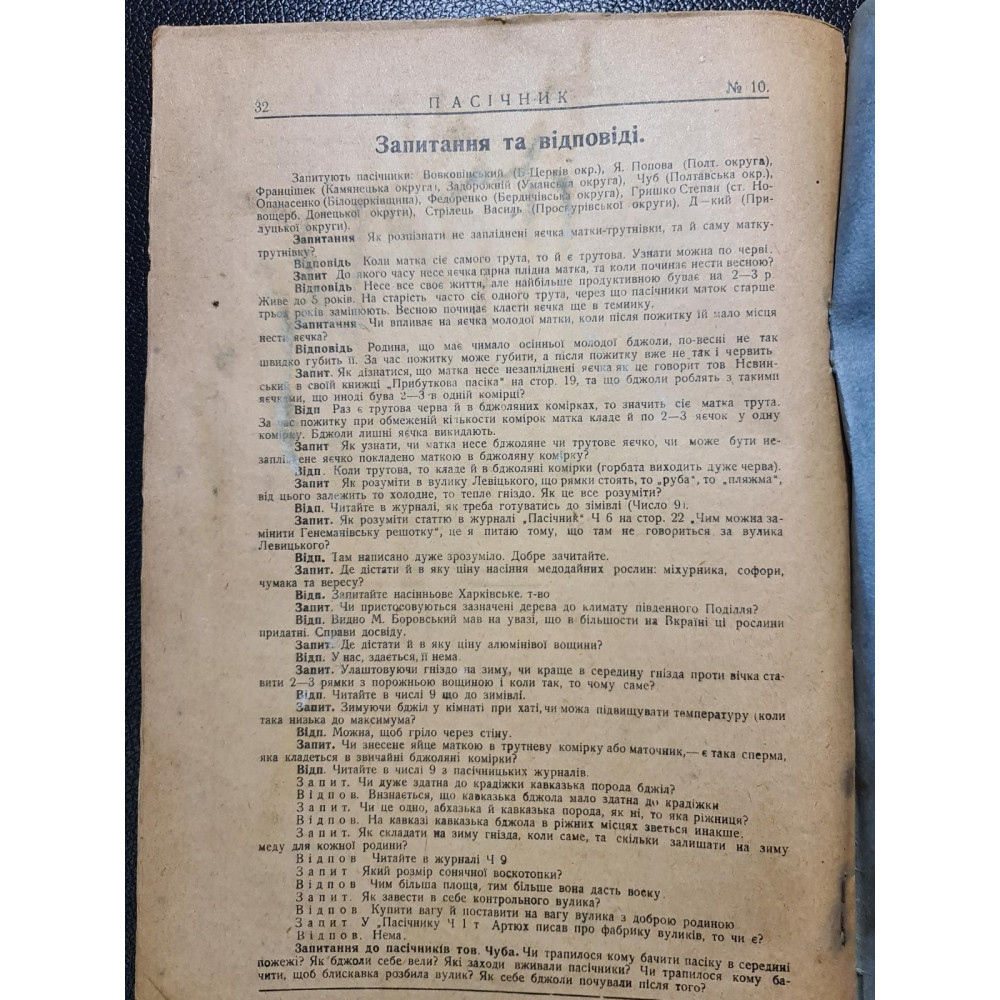 32
ПАСІЧНИК
№ 10.
Запитання та відповіді.
Запитують пасічники: Вовковінський (Б-Церків окр.), Я. Попова (Полт. округа),
Францішек (Камянецька округа), Задорожній (Уманська округа), Чуб (Полтавська окр.),
Опанасенко (Білоцерківщина), Федоренко (Бердичівська округа), Гришко Степан (ст. Но-
вощерб. Донецької округи), Стрілець Василь (Проскурівської округи), Д—кий (При-
луцької округи).
Запитання Як розпізнати не запліднені яєчка матки-трутнівки, та й саму матку-
трутнівку?
Відповідь Коли матка сіє самого трута, то й є трутова. Узнати можна по черві.
Запит До якого часу несе яєчка гарна плідна матка, та коли починає нести весною?
Відповідь Несе все своє життя, але найбільше продуктивною буває на 2—3 р
Живе до 5 років. На старість часто сіє одного трута, через що пасічники маток старше
трьох років замінюють. Весною почицає класти яєчка ще в темнику.
Запитання Чи впливає на яєчка молодої матки, коли після пожитку їй мало місця
нести яєчка?
Відповідь Родина, що має чимало осінньої молодої бджоли, по-весні не так
швидко губить її. За час пожитку може губити, а після пожитку вже не так і червить
Запит. Як дізнатися, що матка несе незапліднені яєчка як це говорит тов Нєвин-
ський в своїй книжці „Прибуткова пасіка" на стор. 19, та що бджоли роблять з такими
яєчками, що иноді бува 2—3 в одній комірці?
Відп Раз є трутова черва й в бджоляних комірках, то значить сіє матка трута.
За час пожитку при обмеженій кількости комірок матка кладе й по 2—3 яєчок у одну
комірку. Бджоли лишні яєчка викидають.
Запит Як узнати, чи матка несе бджоляне чи трутове яєчко, чи може бути не-
заплі ене яєчко покладено маткою в бджоляну комірку?
Відп. Коли трутова, то кладе й в бджоляні комірки (горбата виходить дуже черва).
Запит Як розуміти в вулику Левіцького, що рямки стоять, то „руба", то „пляжма",
від цього залежить то холодне, то тепле гніздо. Як це все розуміти?
Відп. Читайте в журналі, як треба готуватись до зімівлі (Число 9).
Запит. Як розуміти статтю в журналі „Пасічник" Ч 6 на стор. 22 „Чим можна за-
мінити Генеманівську решотку", це я питаю тому, що там не говориться за вулика
Левицького?
Відп. Там написано дуже зрозуміло. Добре зачитайте.
Запит. Де дістати й в яку ціну насіння медодайних рослин: міхурника, софори,
чумака та вересу?
Відп. Запитайте насінньове Харківське. т-во
Запит. Чи пристосовуються зазначені дерева до климату південного Поділля?
Відп. Видно М. Боровський мав на увазі, що в більшости на Вкраїні ці рослини
придатні. Справи досвіду.
Запит. Де дістати й в яку ціну алюмінієві вощини?
Відп. У нас, здається, її нема
Запит. Улаштовуючи гніздо на зиму, чи краще в середину гнізда проти вічка ста-
вити 2—3 рямки з порожньою вощиною і коли так, то чому саме?
Відп. Читайте в числі 9 що до зимівлі.
Запит. Зимуючи бджіл у кімнаті при хаті, чи можа підвищувати температуру (коли
така низька до максимума?
Відп. Можна, щоб гріло через стіну.
Запит. Чи знесене яйце маткою в трутневу комірку або маточник,— є така сперма,
яка кладеться в звичайні бджоляні комірки?
Відп. Читайте в числі 9 з пасічницьких журналів.
Запит. Чи дуже здатна до крадіжки кавказька порода бджіл?
Відпов. Визнається, що кавказька бджола мало здатна до крадіжки
Запит. Чи це одно, абхазька й кавказька порода, як ні, то яка ріжниця?
Відпов. На кавказі кавказька бджола в ріжних місцях зветься инакше.
Запит. Як складати на зиму гнізда, коли саме, та скільки залишати на зиму
меду для кожної родини?
Відпов Читайте в журналі Ч 9
Запит Який розмір сонячної воскотопки?
Відпов Чим більша площа, тим більше вона дасть воску.
Запит. Як завести в себе контрольного вулика?
Відпов. Купити вагу й поставити на вагу вулика з доброю родиною
Запит У „Пасічнику Ч 1 т Артюх писав про фабрику вуликів, то чи є?
Відпов. Нема.
Запитання до пасічників тов. Чуба. Чи трапилося кому бачити пасіку в середині
пожежі? Як бджоли себе вели? Які заходи вживали пасічники? Чи трапилося кому ба-
чити, щоб блискавка розбила вулик? Як себе бджоли почували після того?